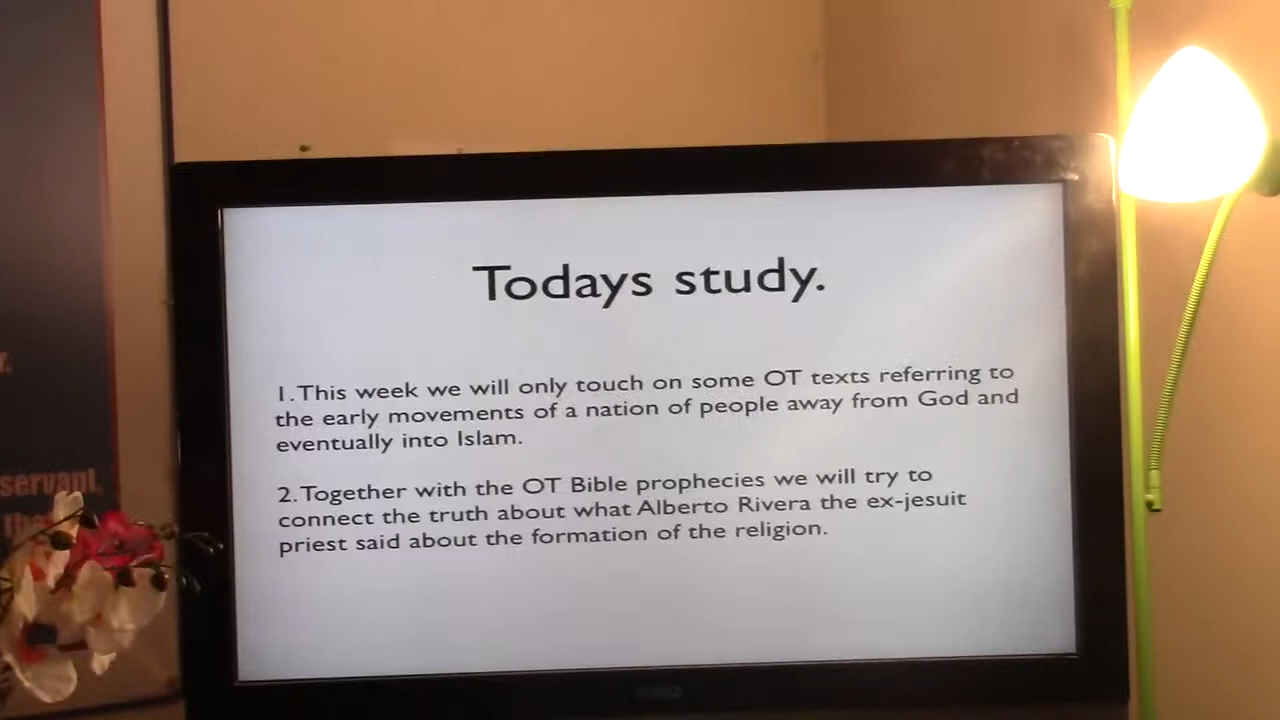 Todays study.
1. This week we will only touch on some OT texts referring to
the early movements of a nation of people away from God and
eventually into Islam.
2. Together with the OT Bible prophecies we will try to
connect the truth about what Alberto Rivera the ex-jesuit
priest said about the formation of the religion.
servant,